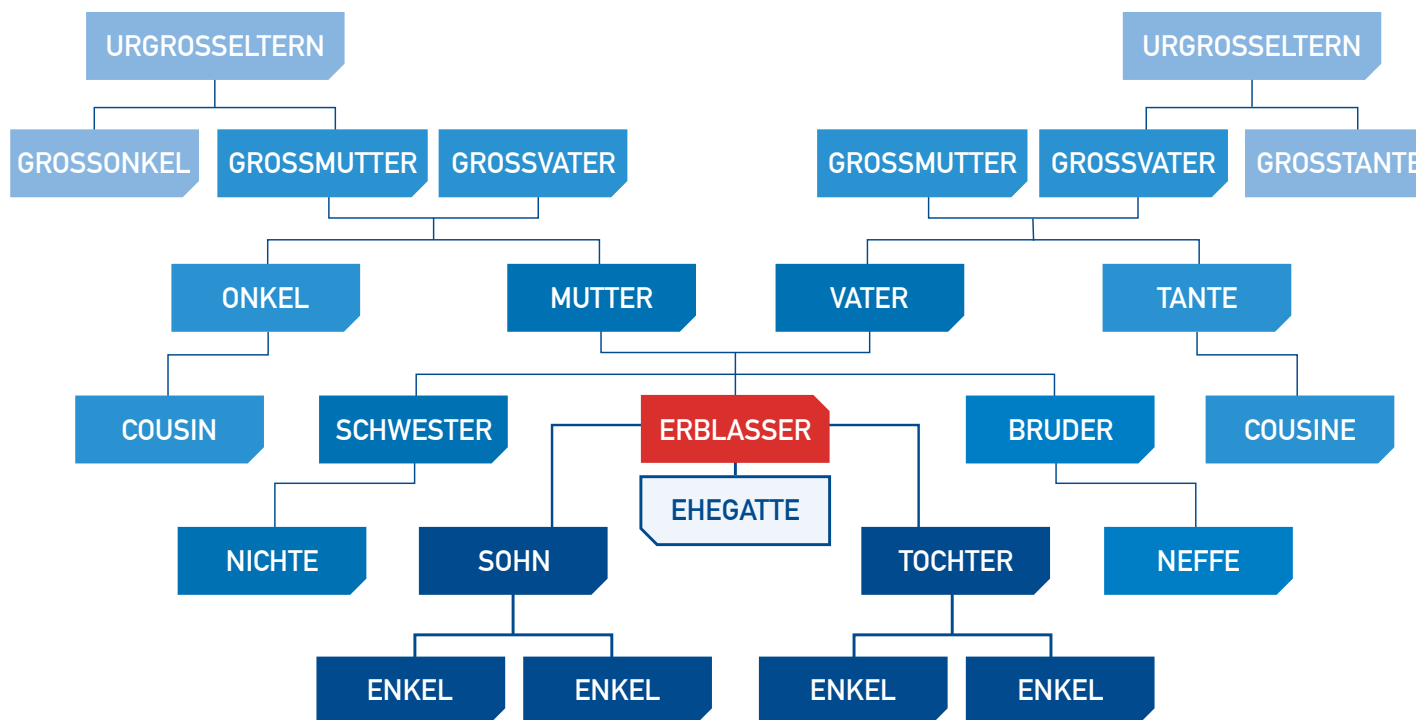 URGROSSELTERN
URGROSSELTERN
GROSSONKEL
GROSSMUTTER
GROSSVATER
GROSSMUTTER
GROSSVATER
GROSSTANTE
ONKEL
MUTTER
VATER
TANTE
COUSIN
SCHWESTER
ERBLASSER
BRUDER
COUSINE
EHEGATTE
NICHTE
SOHN
TOCHTER
NEFFE
ENKEL
ENKEL
ENKEL
ENKEL